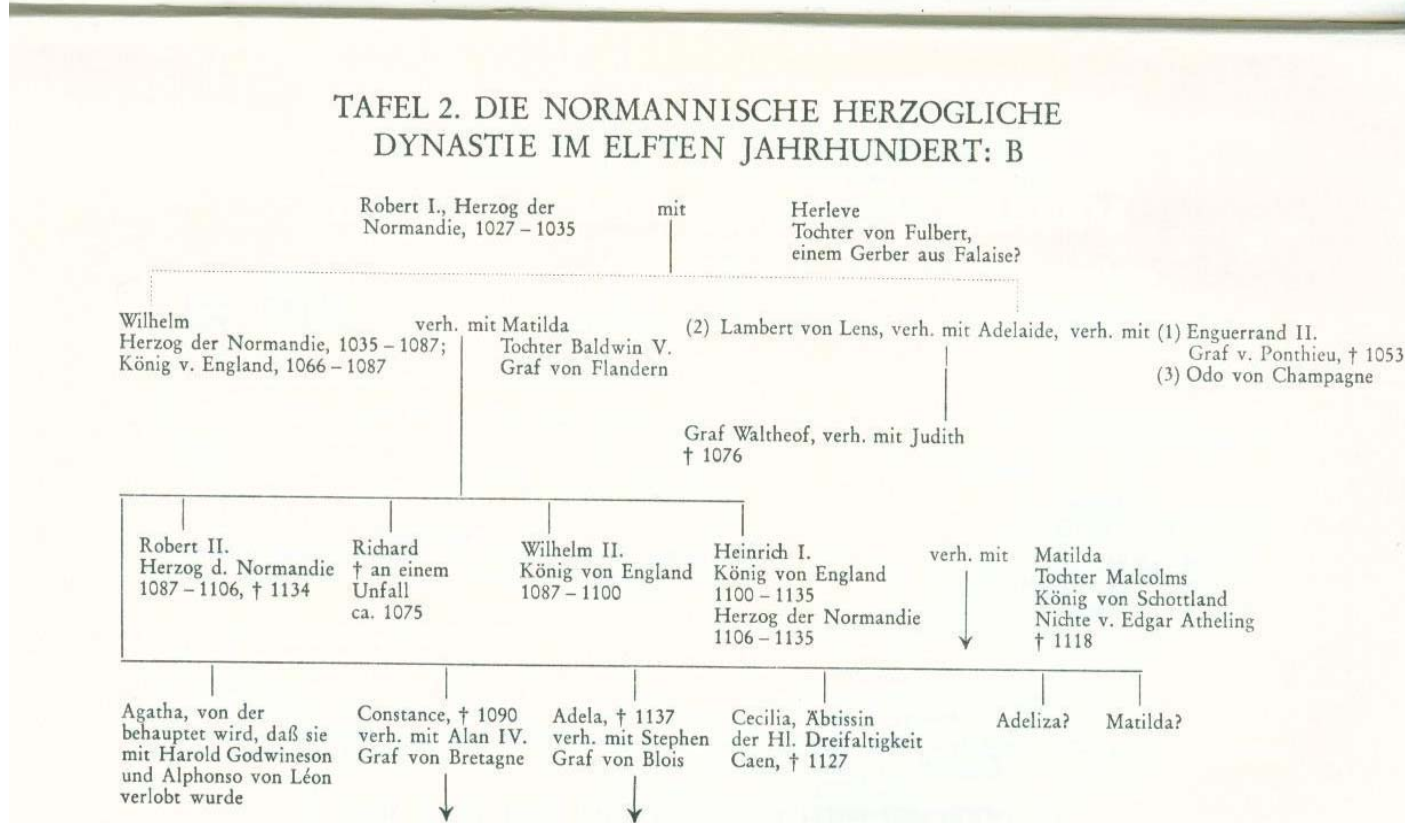 TAFEL 2. DIE NORMANNISCHE HERZOGLICHE
DYNASTIE IM ELFTEN JAHRHUNDERT: B
Robert I., Herzog der
Normandie, 1027 – 1035
mit
Herleve
Tochter von Fulbert,
einem Gerber aus Falaise?
Wilhelm
Herzog der Normandie, 1035 – 1087;
König v. England, 1066 – 1087
verh. mit Matilda
Tochter Baldwin V.
Graf von Flandern
(2) Lambert von Lens, verh. mit Adelaide, verh. mit (1) Enguerrand II.
Graf v. Ponthieu, † 1053
(3) Odo von Champagne
Graf Waltheof, verh. mit Judith
† 1076
Robert II.
Herzog d. Normandie
1087 – 1106, † 1134
Richard
† an einem
Unfall
ca. 1075
Wilhelm II.
König von England
1087 – 1100
Heinrich I.
König von England
1100 – 1135
Herzog der Normandie
1106 – 1135
verh. mit
Matilda
Tochter Malcolms
König von Schottland
Nichte v. Edgar Atheling
† 1118
Agatha, von der
behauptet wird, daß sie
mit Harold Godwineson
und Alphonso von Léon
verlobt wurde
Constance, † 1090
verh. mit Alan IV.
Graf von Bretagne
Adela, † 1137
verh. mit Stephen
Graf von Blois
Cecilia, Äbtissin
der Hl. Dreifaltigkeit
Caen, † 1127
Adeliza?
Matilda?